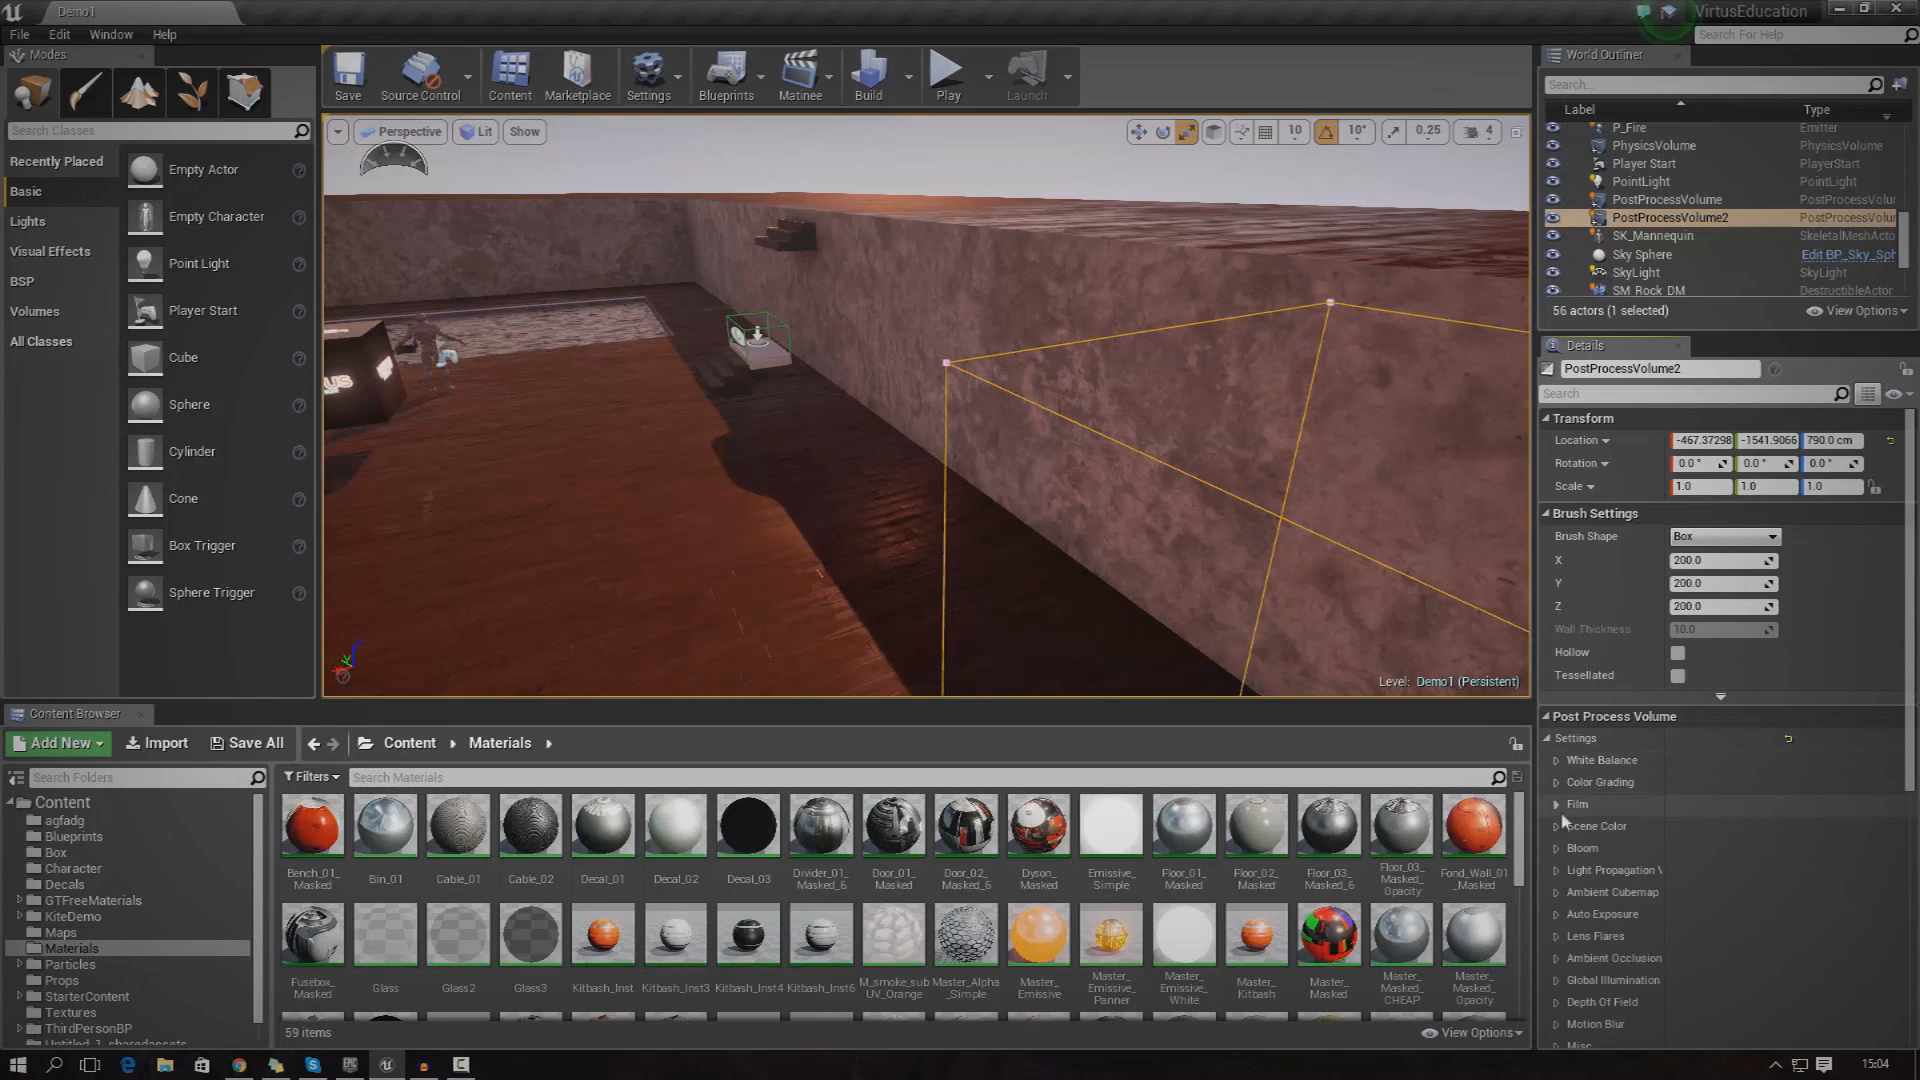 Demo1
VirtusEducation
File Edit Window Help
Search For Help
Modes
Search Classes
Recently Placed
Basic
Lights
Visual Effects
BSP
Volumes
All Classes
Empty Actor
Empty Character
Point Light
Player Start
Cube
Sphere
Cylinder
Cone
Box Trigger
Sphere Trigger
Save Source Control Content Marketplace Settings Blueprints Matinee Build Play Launch
Perspective Lit Show
10 10° 0.25 4
Level: Demo1 (Persistent)
World Outliner
Search...
Label Type
P_Fire Emitter
PhysicsVolume PhysicsVolume
Player Start PlayerStart
PointLight PointLight
PostProcessVolume PostProcessVolur
PostProcessVolume2 PostProcessVolur
SK_Mannequin SkeletalMeshActo
Sky Sphere Edit BP_Sky_Sph
SkyLight SkyLight
SM_Rock_DM DestructibleActor
56 actors (1 selected) View Options
Details
PostProcessVolume2
Search
Transform
Location -467.37298 -1541.9066 790.0 cm
Rotation 0.0 ° 0.0 ° 0.0 °
Scale 1.0 1.0 1.0
Brush Settings
Brush Shape Box
X 200.0
Y 200.0
Z 200.0
Wall Thickness 10.0
Hollow
Tessellated
Post Process Volume
Settings
White Balance
Color Grading
Film
Scene Color
Bloom
Light Propagation V
Ambient Cubemap
Auto Exposure
Lens Flares
Ambient Occlusion
Global Illumination
Depth Of Field
Motion Blur
Misc
Content Browser
Add New Import Save All Content Materials
Search Folders
Filters Search Materials
Content
agfadg
Blueprints
Box
Character
Decals
GTFreeMaterials
KiteDemo
Maps
Materials
Particles
Props
StarterContent
Textures
ThirdPersonBP
Untitled_1_sharedassets
Bench_01_Masked
Bin_01
Cable_01
Cable_02
Decal_01
Decal_02
Decal_03
Divider_01_Masked_6
Door_01_Masked
Door_02_Masked_6
Dyson_Masked
Emissive_Simple
Floor_01_Masked
Floor_02_Masked
Floor_03_Masked_6
Floor_03_Masked_Opacity
Fond_Wall_01_Masked
Fusebox_Masked
Glass
Glass2
Glass3
Kitbash_Inst
Kitbash_Inst3
Kitbash_Inst4
Kitbash_Inst6
M_smoke_subUV_Orange
Master_Alpha_Simple
Master_Emissive
Master_Emissive_Panner
Master_Emissive_White
Master_Kitbash
Master_Masked
Master_Masked_CHEAP
Master_Masked_Opacity
59 items
View Options
15:04